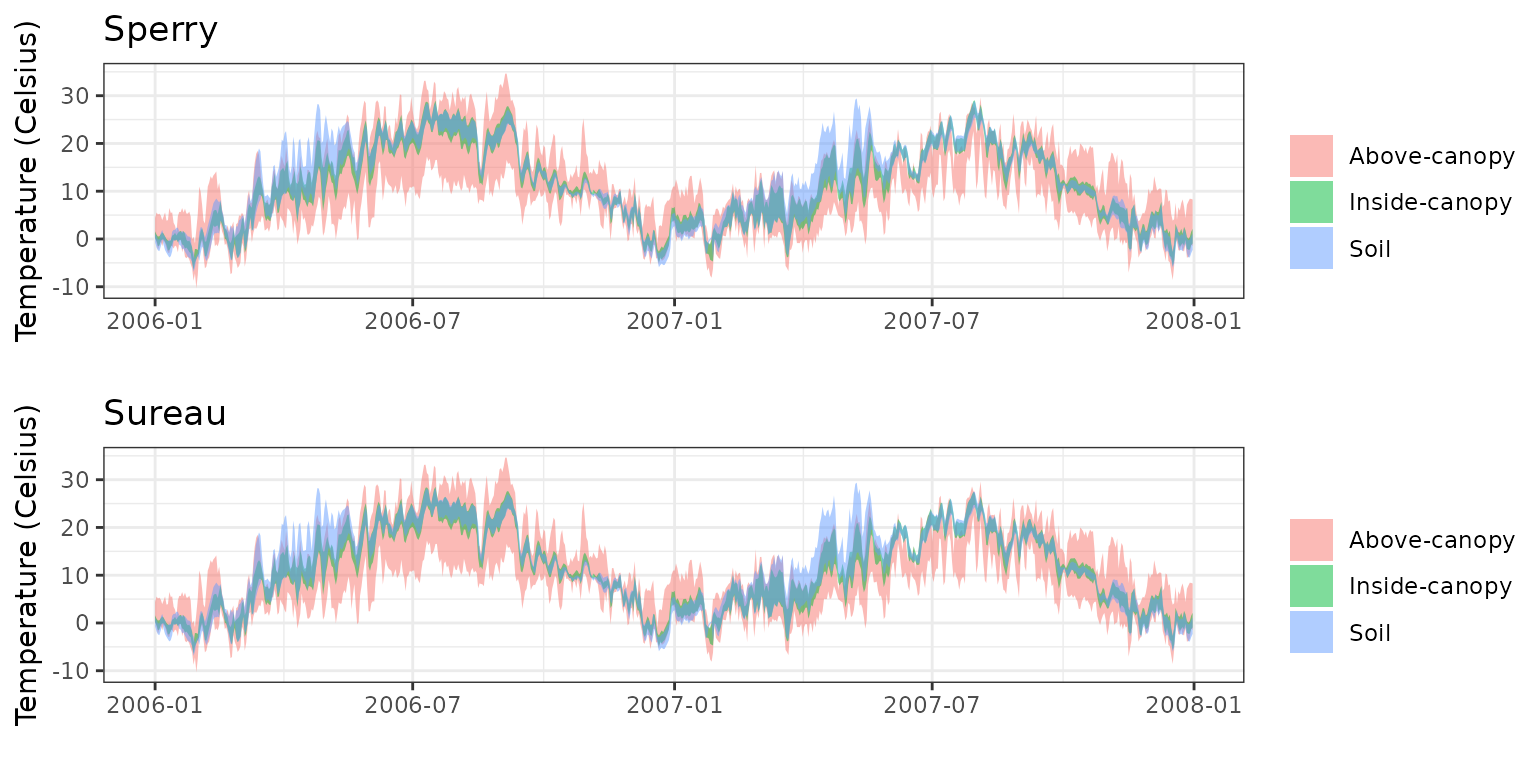 Sperry
Temperature (Celsius)
30
20
10
0
-10
2006-01 2006-07 2007-01 2007-07 2008-01
Above-canopy
Inside-canopy
Soil
Sureau
Temperature (Celsius)
30
20
10
0
-10
2006-01 2006-07 2007-01 2007-07 2008-01
Above-canopy
Inside-canopy
Soil